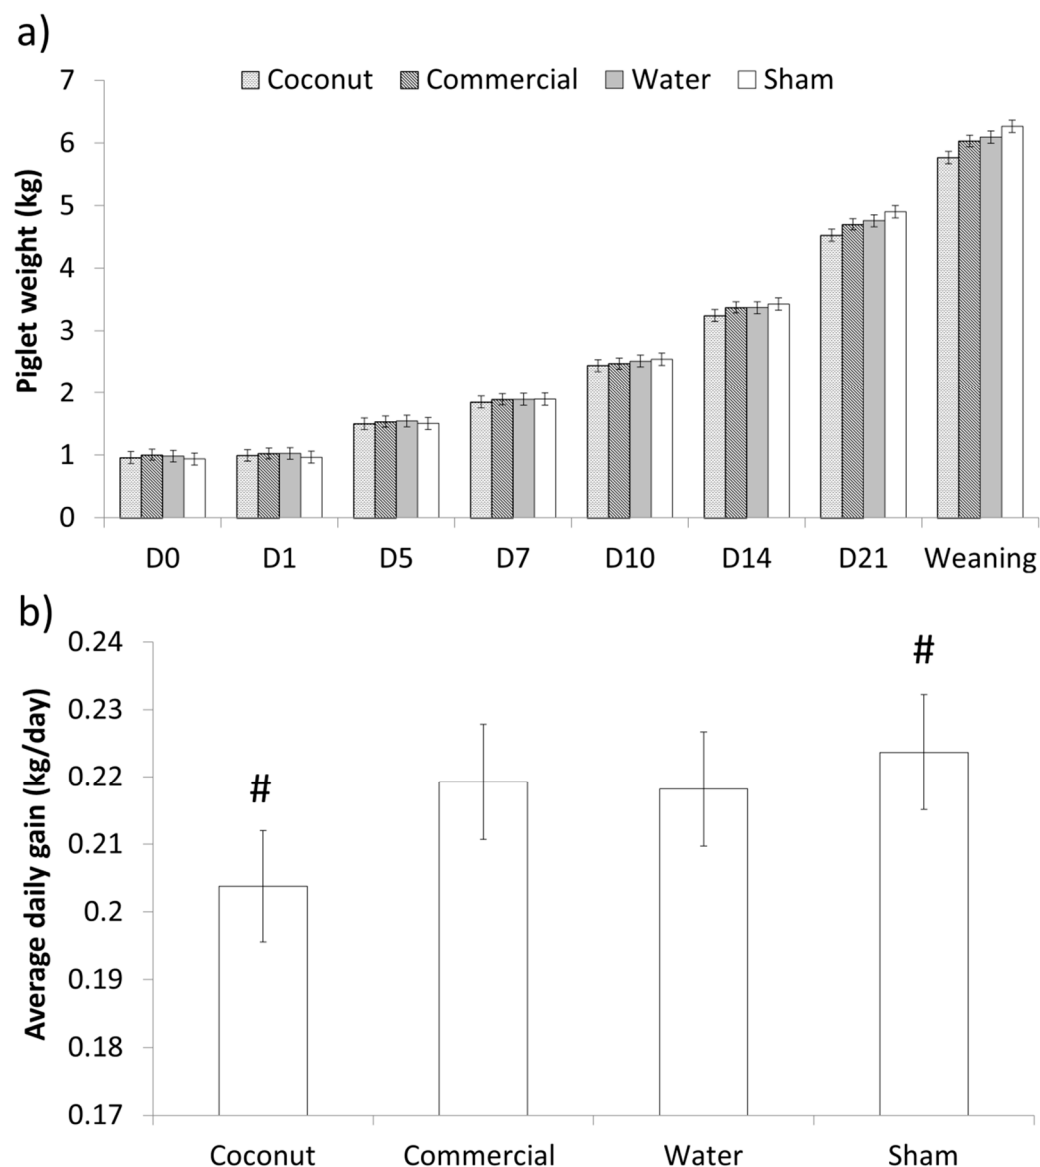 a)
Coconut Commercial Water Sham
Piglet weight (kg)
7
6
5
4
3
2
1
0
D0 D1 D5 D7 D10 D14 D21 Weaning
b)
Average daily gain (kg/day)
0.24
0.23
0.22
0.21
0.2
0.19
0.18
0.17
#
#
Coconut Commercial Water Sham